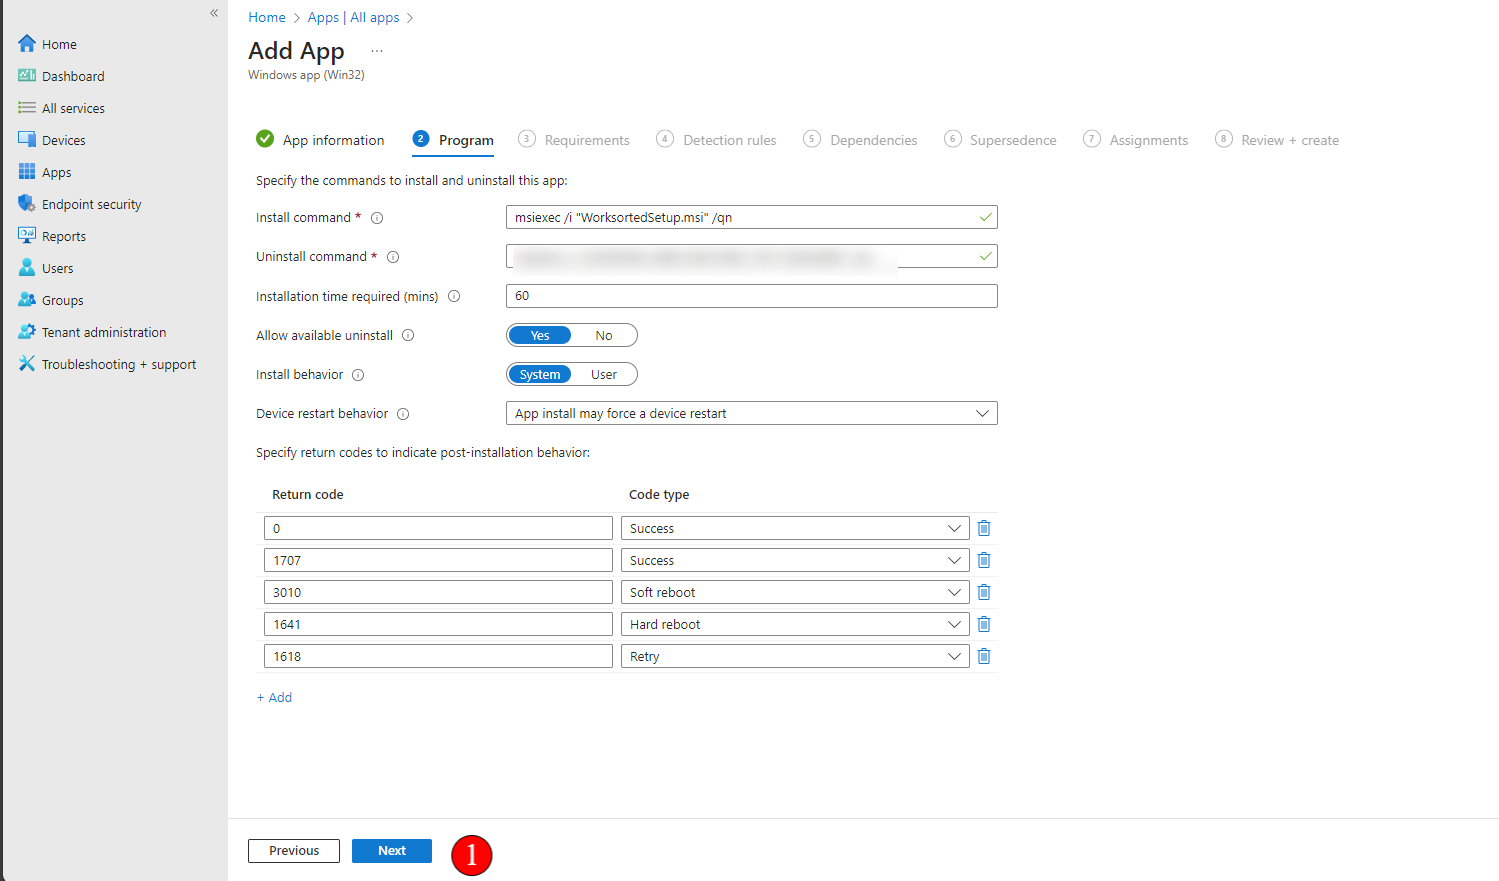 «
Home
Dashboard
All services
Devices
Apps
Endpoint security
Reports
Users
Groups
Tenant administration
Troubleshooting + support
Home > Apps | All apps >
Add App ...
Windows app (Win32)
App information 2 Program 3 Requirements 4 Detection rules 5 Dependencies 6 Supersedence 7 Assignments 8 Review + create
Specify the commands to install and uninstall this app:
Install command * msiexec /i "WorksortedSetup.msi" /qn
Uninstall command *
Installation time required (mins) 60
Allow available uninstall Yes No
Install behavior System User
Device restart behavior App install may force a device restart
Specify return codes to indicate post-installation behavior:
Return code Code type
0 Success
1707 Success
3010 Soft reboot
1641 Hard reboot
1618 Retry
+ Add
Previous Next 1